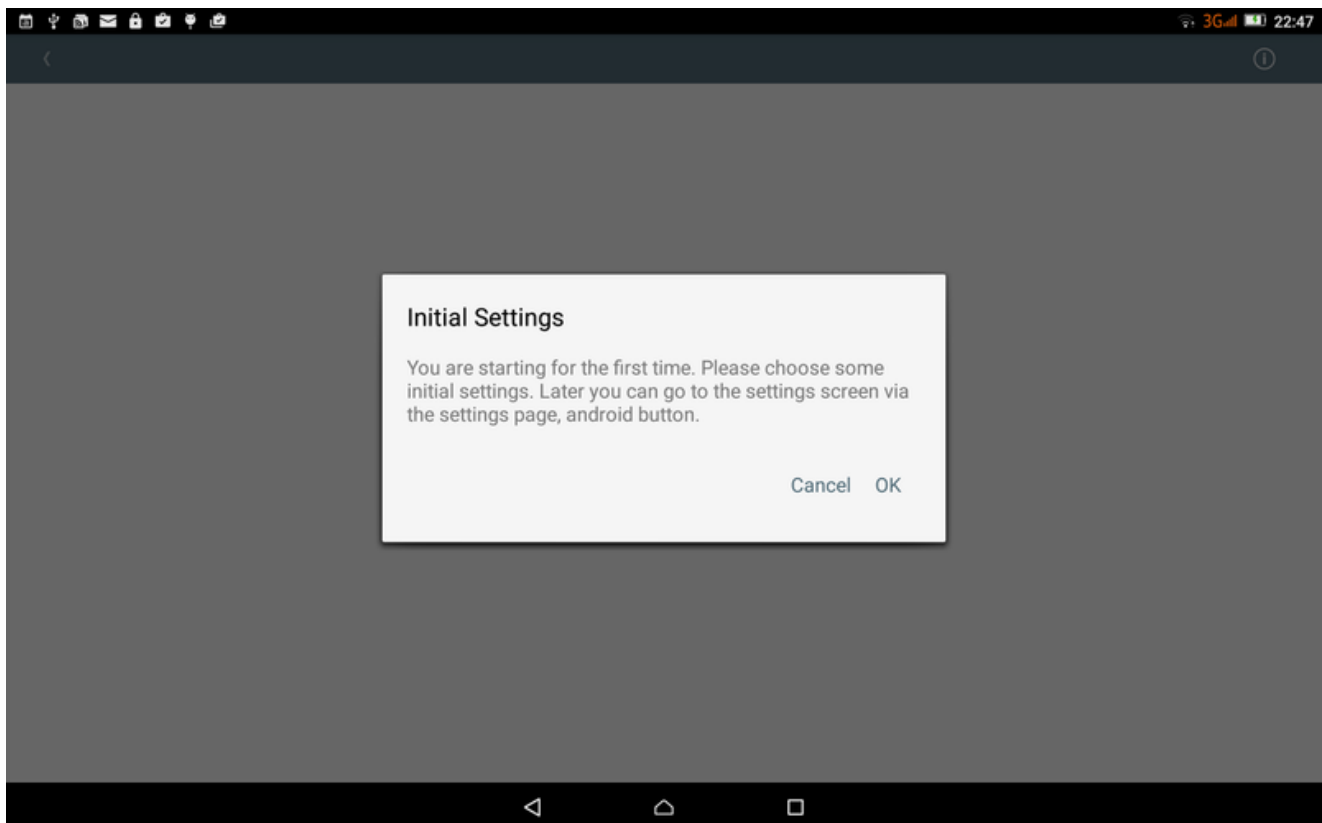 3G 22:47
Initial Settings
You are starting for the first time. Please choose some
initial settings. Later you can go to the settings screen via
the settings page, android button.
Cancel OK